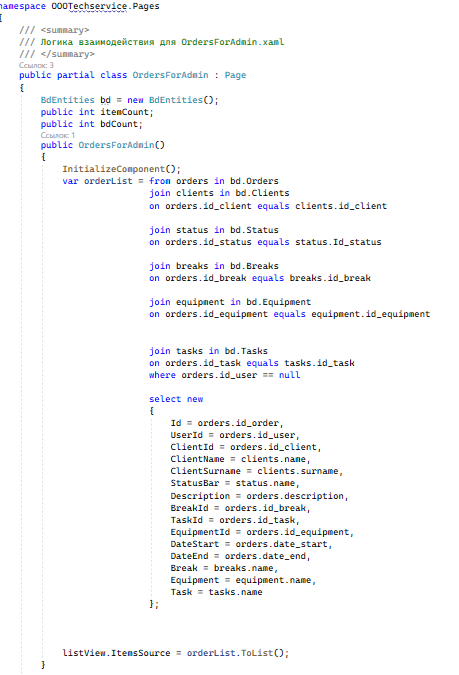 namespace OOOTechservice.Pages
{
/// <summary>
/// Логика взаимодействия для OrdersForAdmin.xaml
/// </summary>
Ссылок: 3
public partial class OrdersForAdmin : Page
{
BdEntities bd = new BdEntities();
public int itemCount;
public int bdCount;
Ссылок: 1
public OrdersForAdmin()
{
InitializeComponent();
var orderList = from orders in bd.Orders
join clients in bd.Clients
on orders.id_client equals clients.id_client
join status in bd.Status
on orders.id_status equals status.Id_status
join breaks in bd.Breaks
on orders.id_break equals breaks.id_break
join equipment in bd.Equipment
on orders.id_equipment equals equipment.id_equipment
join tasks in bd.Tasks
on orders.id_task equals tasks.id_task
where orders.id_user == null
select new
{
Id = orders.id_order,
UserId = orders.id_user,
ClientId = orders.id_client,
ClientName = clients.name,
ClientSurname = clients.surname,
StatusBar = status.name,
Description = orders.description,
BreakId = orders.id_break,
TaskId = orders.id_task,
EquipmentId = orders.id_equipment,
DateStart = orders.date_start,
DateEnd = orders.date_end,
Break = breaks.name,
Equipment = equipment.name,
Task = tasks.name
};
listView.ItemsSource = orderList.ToList();
}